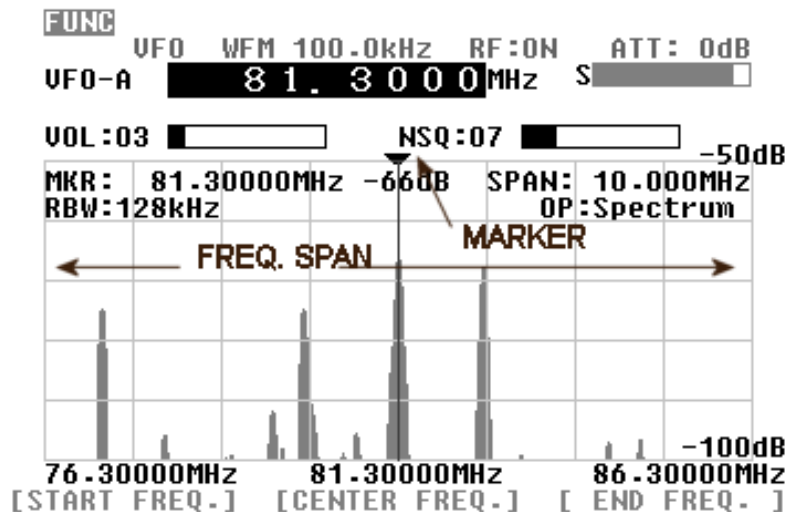 FUNC
VFO WFM 100.0kHz RF:ON ATT: 0dB
VFO-A 81.3000MHz S
VOL:03 NSQ:07
-50dB
MKR: 81.30000MHz -66dB SPAN: 10.000MHz
RBW:128kHz OP:Spectrum
MARKER
FREQ. SPAN
-100dB
76.30000MHz 81.30000MHz 86.30000MHz
[START FREQ.] [CENTER FREQ.] [ END FREQ. ]